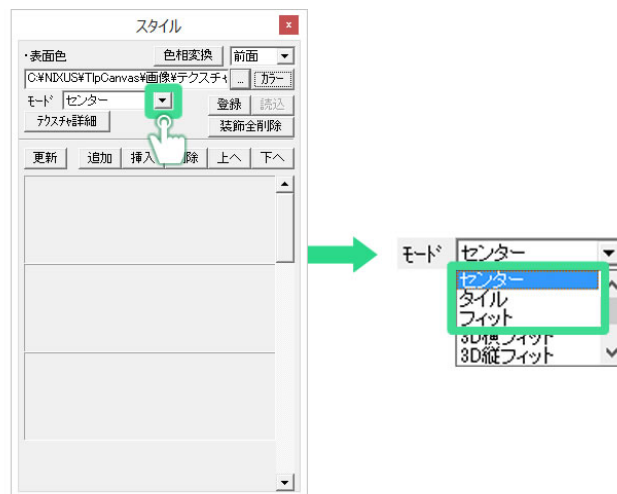 スタイル
x
・表面色 色相変換 前面
C:¥NIXUS¥TlpCanvas¥画像¥テクスチャ ... カラー
モード センター 登録 読込
テクスチャ詳細 装飾全削除
更新 追加 挿入 除 上へ 下へ
モード センター
センター
タイル
フィット
3D横フィット
3D縦フィット